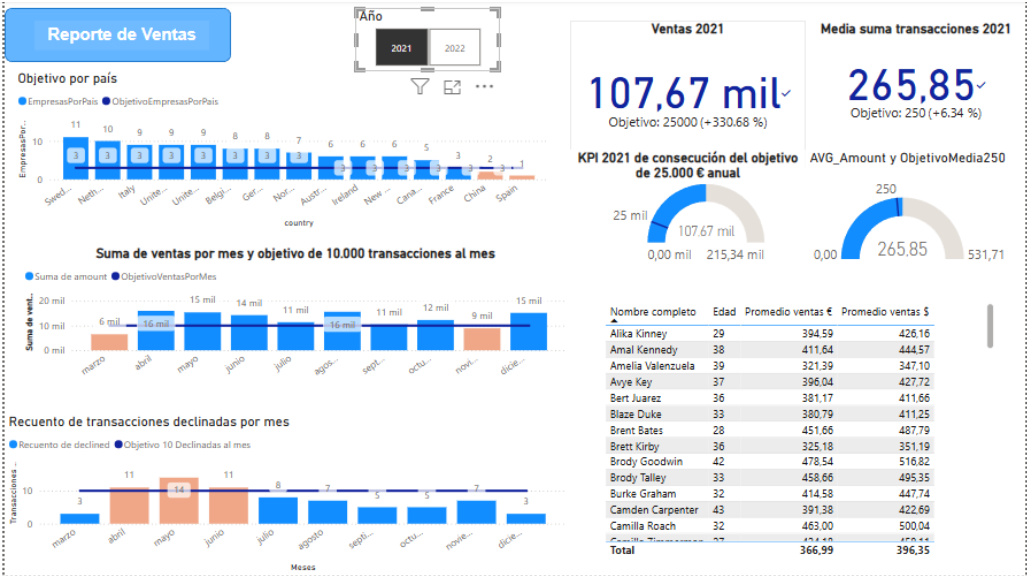 Reporte de Ventas
Año
2021 2022
Objetivo por país
EmpresasPorPais ObjetivoEmpresasPorPais
EmpresasPor...
10
0
11 10 9 9 9 8 8 7 6 6 6 5 3 2 1
3 3 3 3 3 3 3 3 3 3 3 3 3 3 3
Swed... Neth... Italy Unite... Unite... Belgi... Ger... Nor... Austr... Ireland New ... Cana... France China Spain
country
Suma de ventas por mes y objetivo de 10.000 transacciones al mes
Suma de amount ObjetivoVentasPorMes
Suma de vent...
20 mil
10 mil
0 mil
6 mil 16 mil 15 mil 14 mil 11 mil 16 mil 11 mil 12 mil 9 mil 15 mil
marzo abril mayo junio julio agos... sept... octu... novi... dicie...
Recuento de transacciones declinadas por mes
Recuento de declined Objetivo 10 Declinadas al mes
Transacciones ...
10
0
3 11 14 11 8 7 5 5 7 3
marzo abril mayo junio julio agosto septi... octu... novie... dicie...
Meses
Ventas 2021
107,67 mil
Objetivo: 25000 (+330.68 %)
Media suma transacciones 2021
265,85
Objetivo: 250 (+6.34 %)
KPI 2021 de consecución del objetivo
de 25.000 € anual
25 mil
107,67 mil
0,00 mil 215,34 mil
AVG_Amount y ObjetivoMedia250
250
265,85
0,00 531,71
Nombre completo Edad Promedio ventas € Promedio ventas $
Alika Kinney 29 394,59 426,16
Amal Kennedy 38 411,64 444,57
Amelia Valenzuela 39 321,39 347,10
Avye Key 37 396,04 427,72
Bert Juarez 36 381,17 411,66
Blaze Duke 33 380,79 411,25
Brent Bates 28 451,66 487,79
Brett Kirby 36 325,18 351,19
Brody Goodwin 42 478,54 516,82
Brody Talley 33 458,66 495,35
Burke Graham 32 414,58 447,74
Camden Carpenter 43 391,38 422,69
Camilla Roach 32 463,00 500,04
Total 366,99 396,35